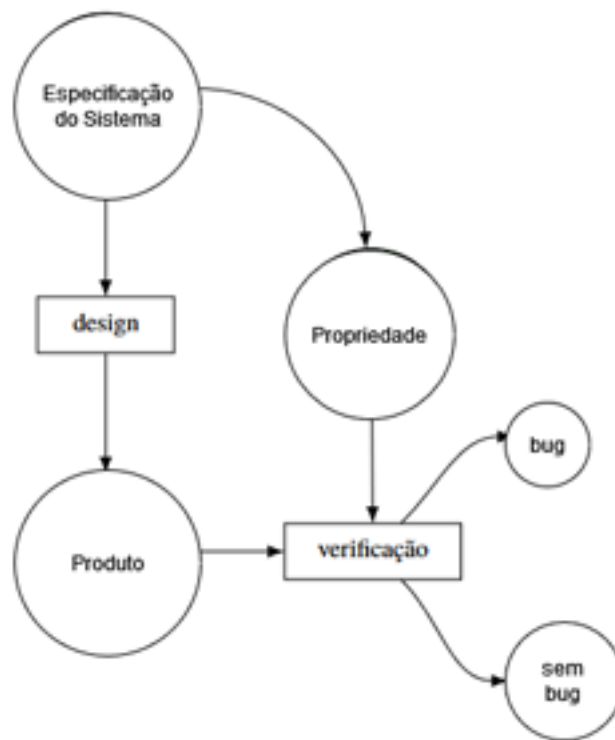 Especificação
do Sistema
design
Propriedade
bug
Produto
verificação
sem
bug